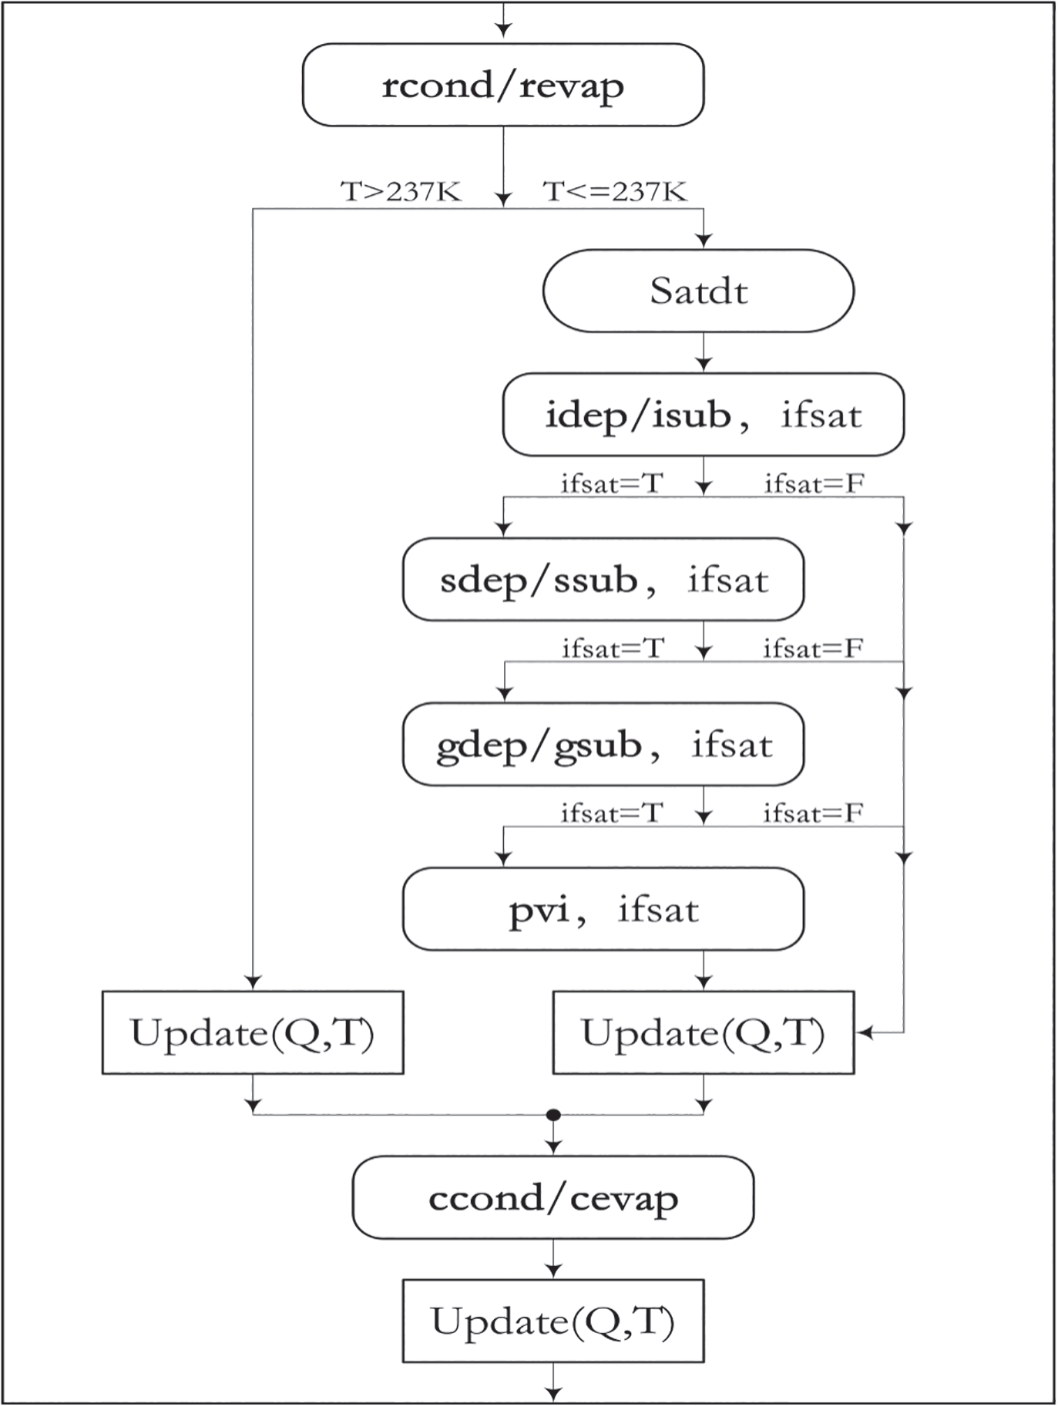 rcond/revap
T>237K T<=237K
Satdt
idep/isub, ifsat
ifsat=T ifsat=F
sdep/ssub, ifsat
ifsat=T ifsat=F
gdep/gsub, ifsat
ifsat=T ifsat=F
pvi, ifsat
Update(Q,T) Update(Q,T)
ccond/cevap
Update(Q,T)